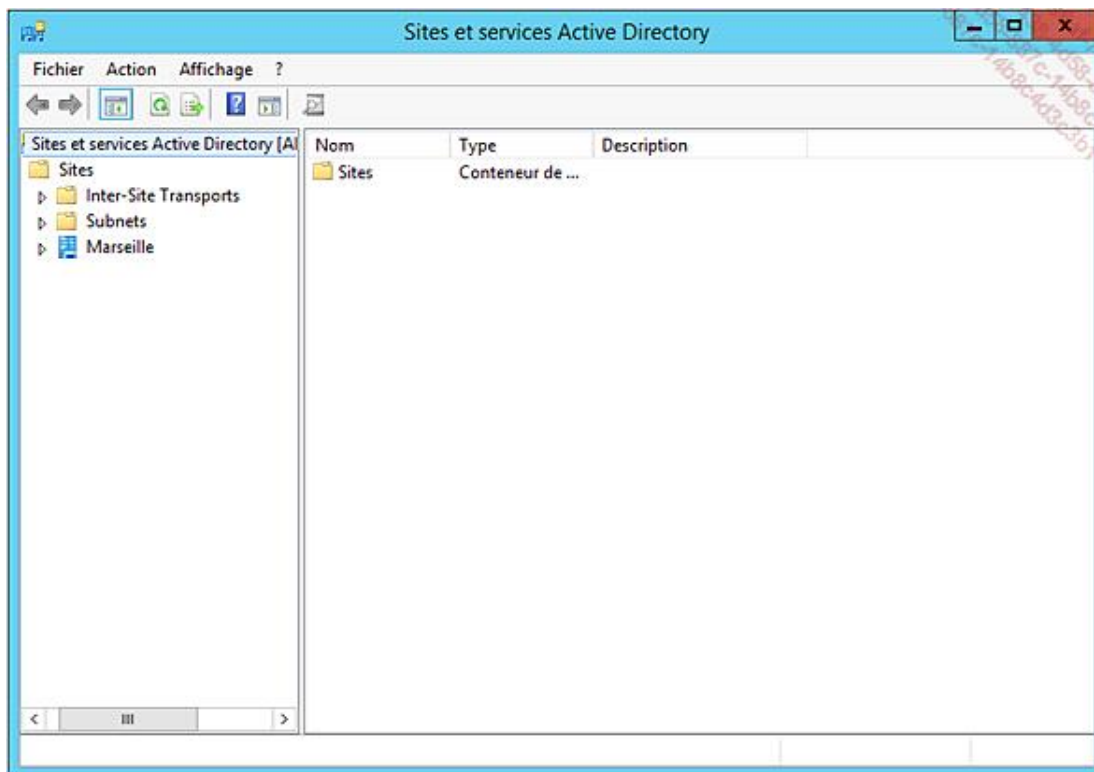 Sites et services Active Directory
Fichier Action Affichage ?
Sites et services Active Directory [Al
Sites
Inter-Site Transports
Subnets
Marseille
Nom Type Description
Sites Conteneur de ...